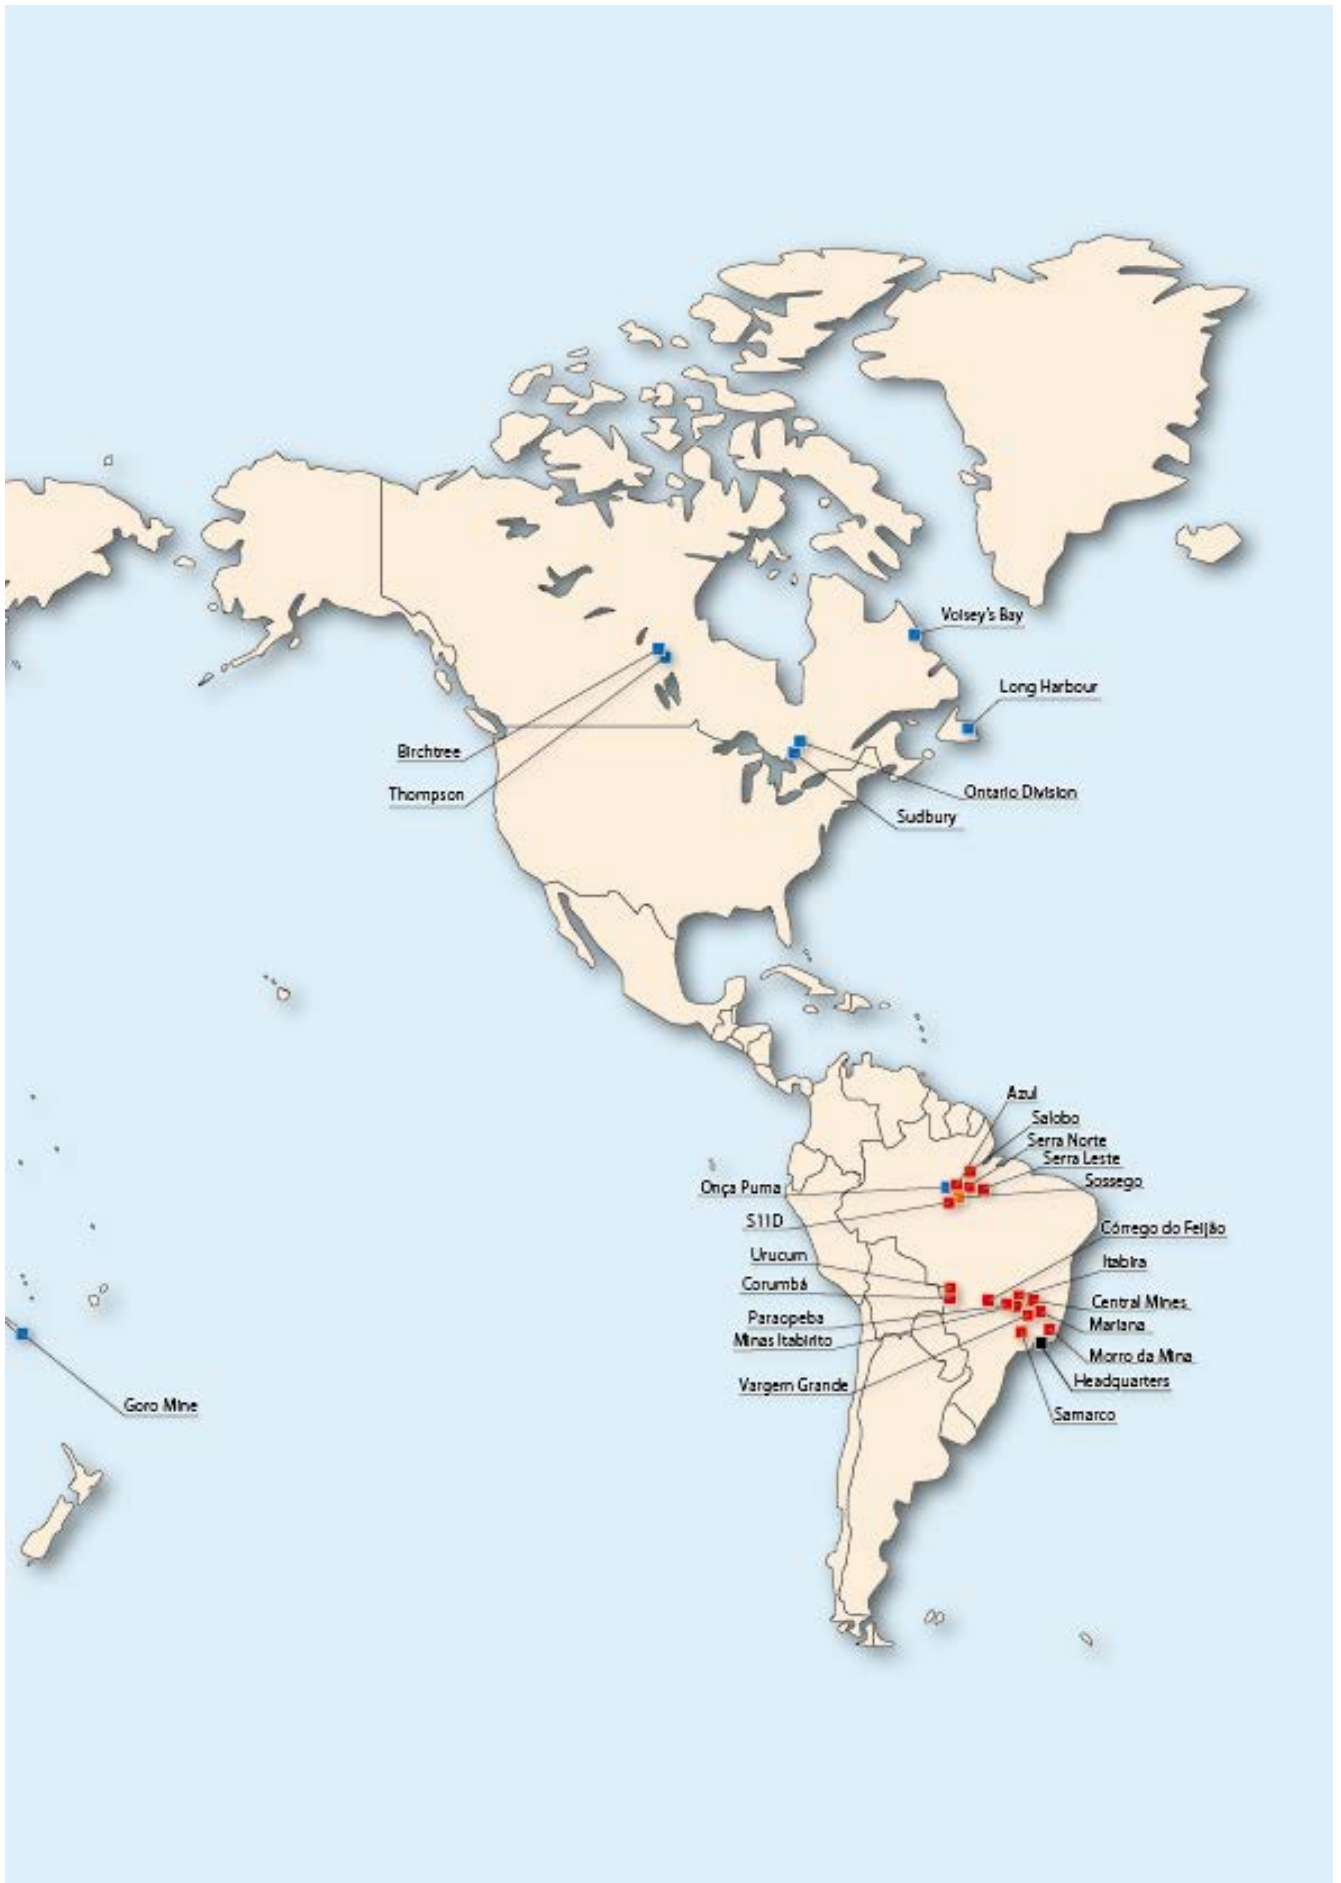 Voisey's Bay
Long Harbour
Birchtree
Thompson
Ontario Division
Sudbury
Azul
Salobo
Serra Norte
Serra Leste
Sossego
Onça Puma
S11D
Córrego do Feijão
Urucum
Itabira
Corumbá
Central Mines
Paraopeba
Mariana
Minas Itabirito
Morro da Mina
Headquarters
Vargem Grande
Goro Mine
Samarco